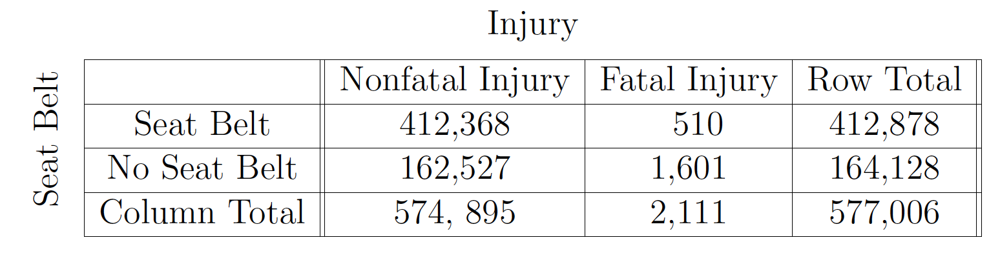 Injury
Seat Belt
Nonfatal Injury Fatal Injury Row Total
Seat Belt 412,368 510 412,878
No Seat Belt 162,527 1,601 164,128
Column Total 574, 895 2,111 577,006